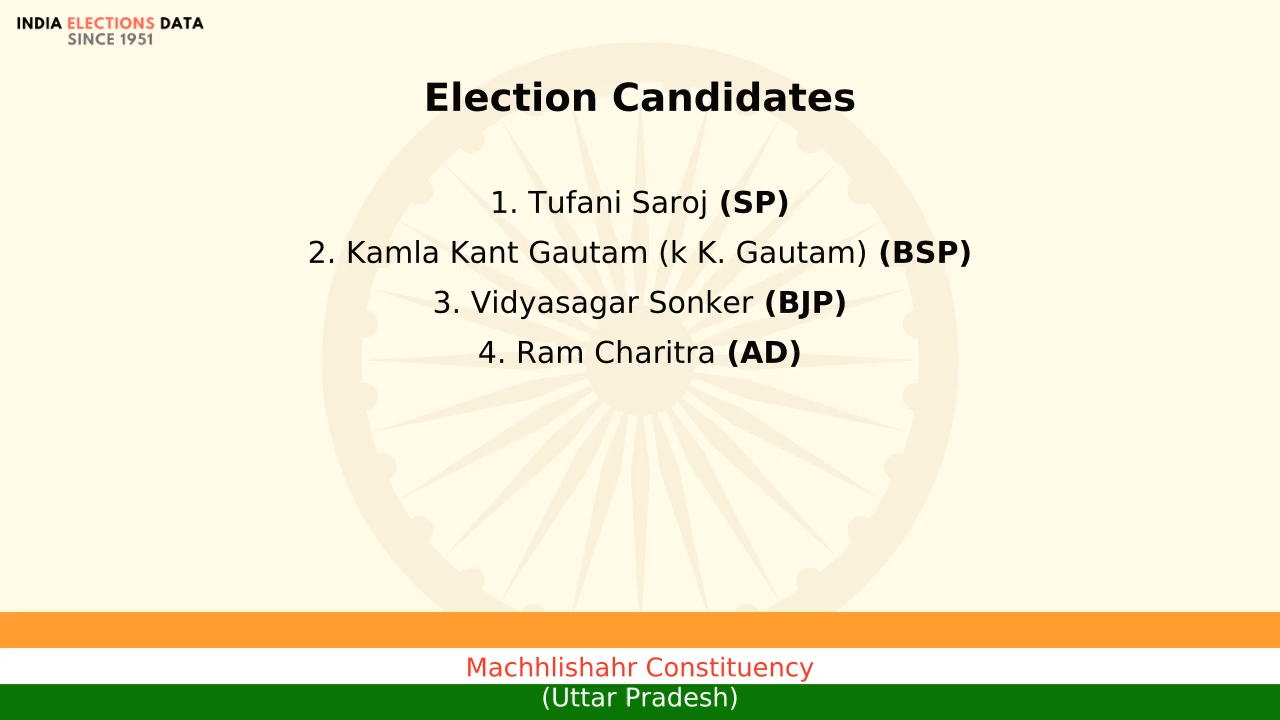 INDIA ELECTIONS DATA
SINCE 1951
Election Candidates
1. Tufani Saroj (SP)
2. Kamla Kant Gautam (k K. Gautam) (BSP)
3. Vidyasagar Sonker (BJP)
4. Ram Charitra (AD)
Machhlishahr Constituency
(Uttar Pradesh)